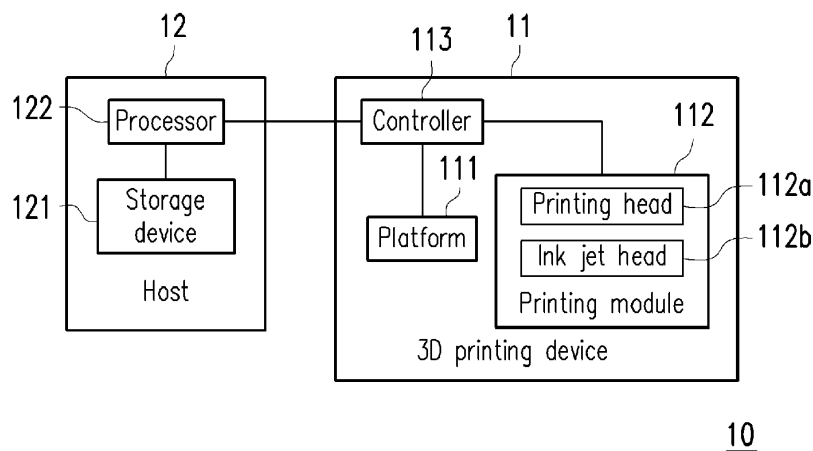 12
113
11
122
Processor
Controller
112
121
Storage
device
111
Printing head
112a
Platform
Ink jet head
112b
Host
Printing module
3D printing device
10